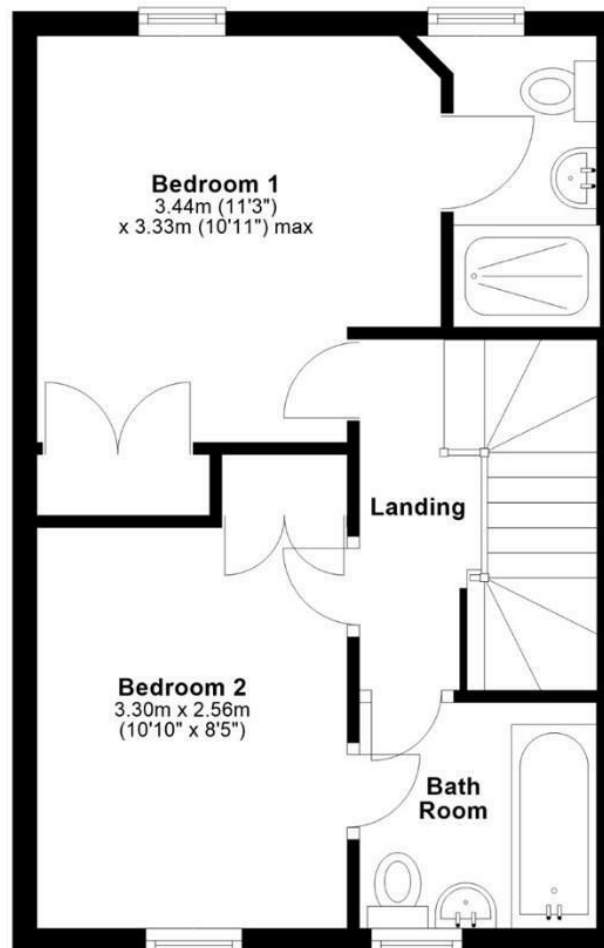 Bedroom 1
3.44m (11'3")
x 3.33m (10'11") max
Landing
Bedroom 2
3.30m x 2.56m
(10'10" x 8'5")
Bath
Room